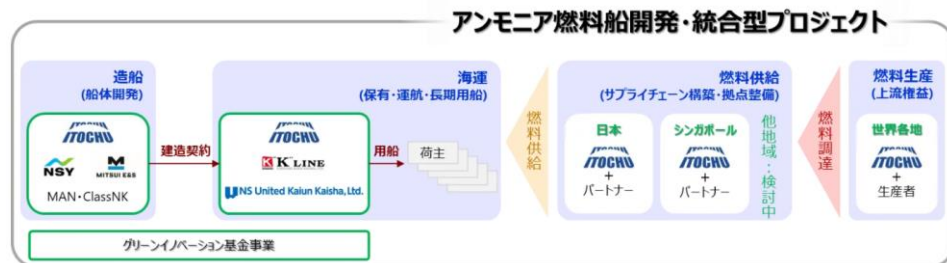 アンモニア燃料船開発・統合型プロジェクト
造船
(船体開発)
ITOCHU
NSY
MITSUI E&S
MAN・ClassNK
建造契約
海運
(保有・運航・長期用船)
ITOCHU
K "K" LINE
NS United Kaiun Kaisha, Ltd.
用船
荷主
燃料供給
燃料供給
(サプライチェーン構築・拠点整備)
日本
ITOCHU
+
パートナー
シンガポール
ITOCHU
+
パートナー
他地域:検討中
燃料調達
燃料生産
(上流権益)
世界各地
ITOCHU
+
生産者
グリーンイノベーション基金事業